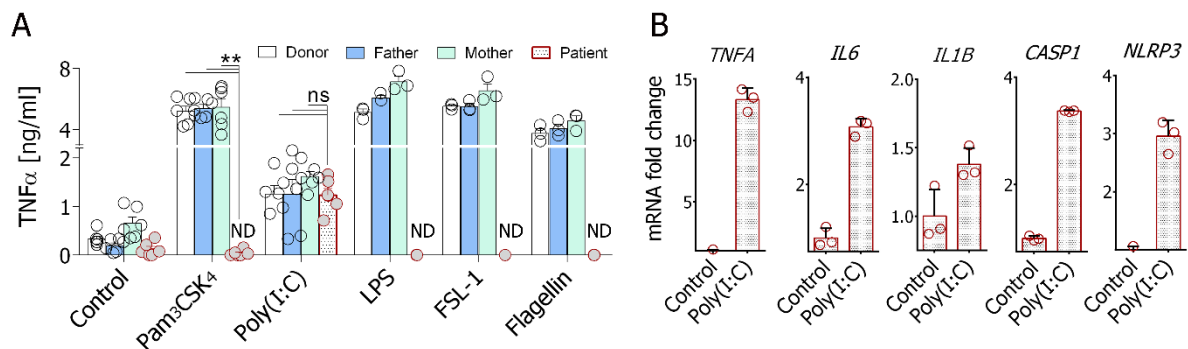 A
Donor Father Mother Patient
TNFα [ng/ml]
8
4
2
1
0
**
ns
ND
ND
ND
ND
Control
Pam3CSK4
Poly(I:C)
LPS
FSL-1
Flagellin
B
mRNA fold change
TNFA
15
10
5
Control
Poly(I:C)
IL6
4
2
Control
Poly(I:C)
IL1B
2.0
1.5
1.0
Control
Poly(I:C)
CASP1
4
2
Control
Poly(I:C)
NLRP3
4
3
2
1
Control
Poly(I:C)